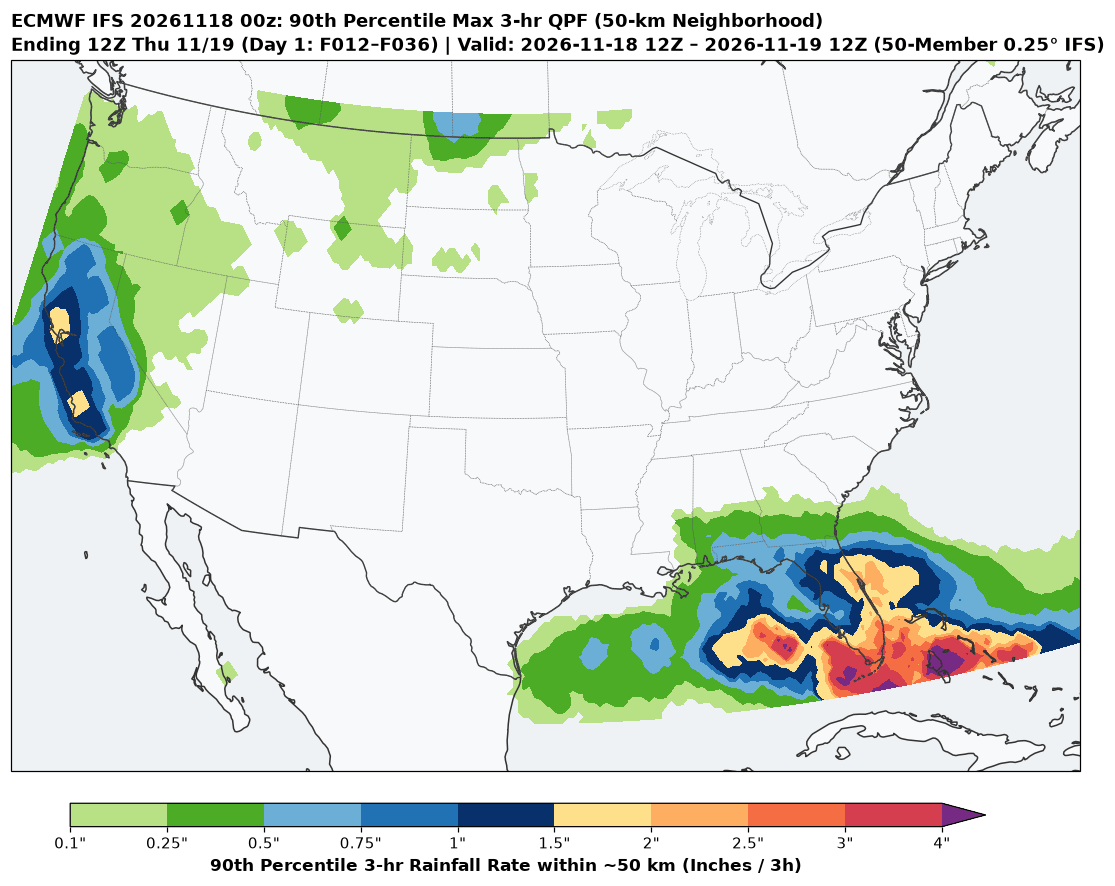 ECMWF IFS 20261118 00z: 90th Percentile Max 3-hr QPF (50-km Neighborhood)
Ending 12Z Thu 11/19 (Day 1: F012–F036) | Valid: 2026-11-18 12Z – 2026-11-19 12Z (50-Member 0.25° IFS)
0.1" 0.25" 0.5" 0.75" 1" 1.5" 2" 2.5" 3" 4"
90th Percentile 3-hr Rainfall Rate within ~50 km (Inches / 3h)